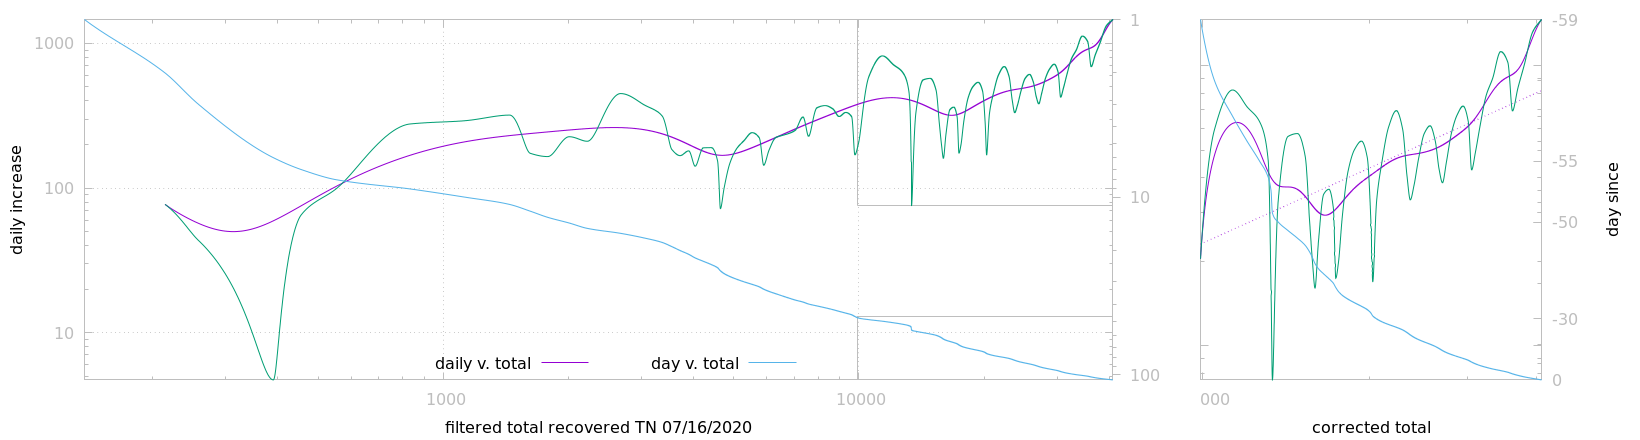 1000
100
10
daily increase
daily v. total
day v. total
1000
10000
filtered total recovered TN 07/16/2020
1
10
100
000
corrected total
-59
-55
-50
-30
0
day since